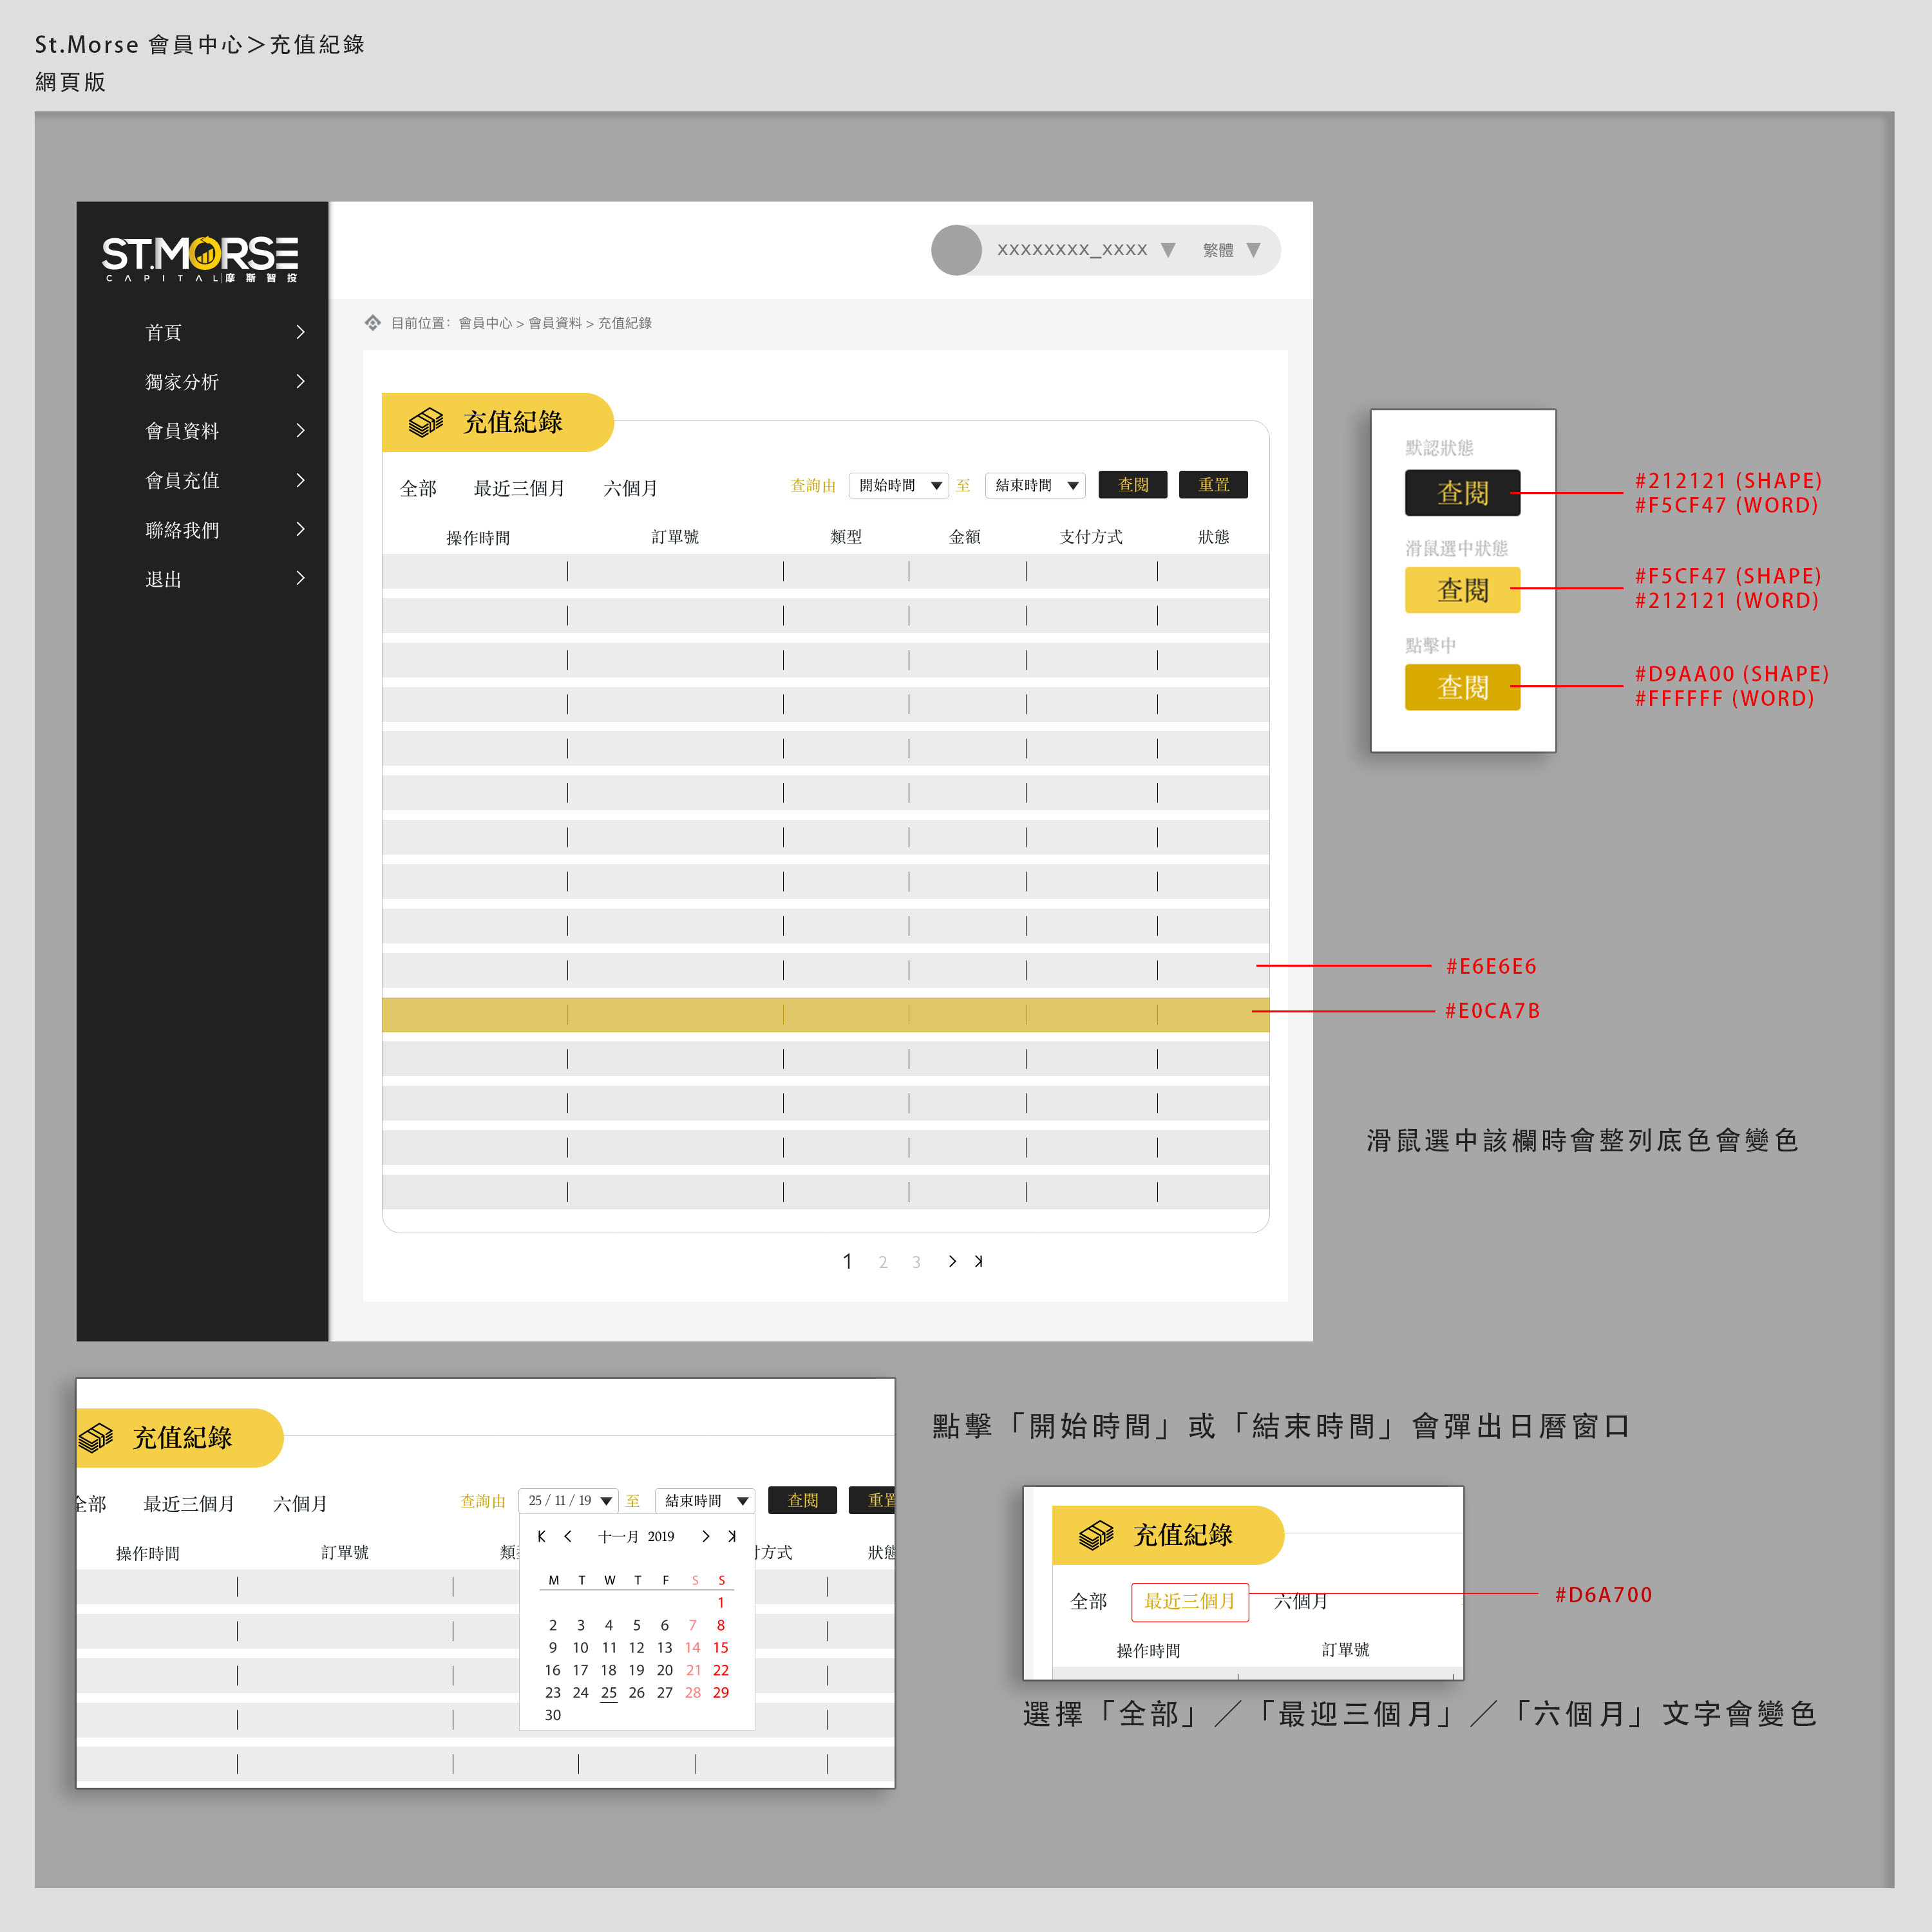 St.Morse 會員中心＞充值紀錄
網頁版
ST.MORSE
CAPITAL|摩斯智投
首頁
獨家分析
會員資料
會員充值
聯絡我們
退出
XXXXXXXX_XXXX ▼ 繁體 ▼
目前位置：會員中心 > 會員資料 > 充值紀錄
充值紀錄
全部 最近三個月 六個月 查詢由 開始時間 ▼ 至 結束時間 ▼ 查閱 重置
操作時間 訂單號 類型 金額 支付方式 狀態
1 2 3
默認狀態
查閱
#212121 (SHAPE)
#F5CF47 (WORD)
滑鼠選中狀態
查閱
#F5CF47 (SHAPE)
#212121 (WORD)
點擊中
查閱
#D9AA00 (SHAPE)
#FFFFFF (WORD)
#E6E6E6
#E0CA7B
滑鼠選中該欄時會整列底色會變色
充值紀錄
全部 最近三個月 六個月 查詢由 25 / 11 / 19 ▼ 至 結束時間 ▼ 查閱 重置
操作時間 訂單號 類 付方式 狀態
十一月 2019
M T W T F S S
1
2 3 4 5 6 7 8
9 10 11 12 13 14 15
16 17 18 19 20 21 22
23 24 25 26 27 28 29
30
點擊「開始時間」或「結束時間」會彈出日曆窗口
充值紀錄
全部 最近三個月 六個月
#D6A700
操作時間 訂單號
選擇「全部」／「最迎三個月」／「六個月」文字會變色